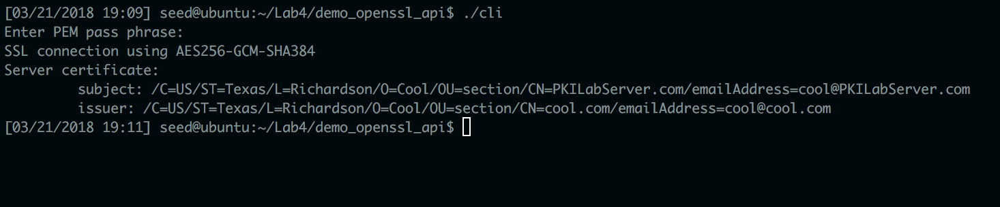 [03/21/2018 19:09] seed@ubuntu:~/Lab4/demo_openssl_api$ ./cli
Enter PEM pass phrase:
SSL connection using AES256-GCM-SHA384
Server certificate:
         subject: /C=US/ST=Texas/L=Richardson/O=Cool/OU=section/CN=PKILabServer.com/emailAddress=cool@PKILabServer.com
         issuer: /C=US/ST=Texas/L=Richardson/O=Cool/OU=section/CN=cool.com/emailAddress=cool@cool.com
[03/21/2018 19:11] seed@ubuntu:~/Lab4/demo_openssl_api$